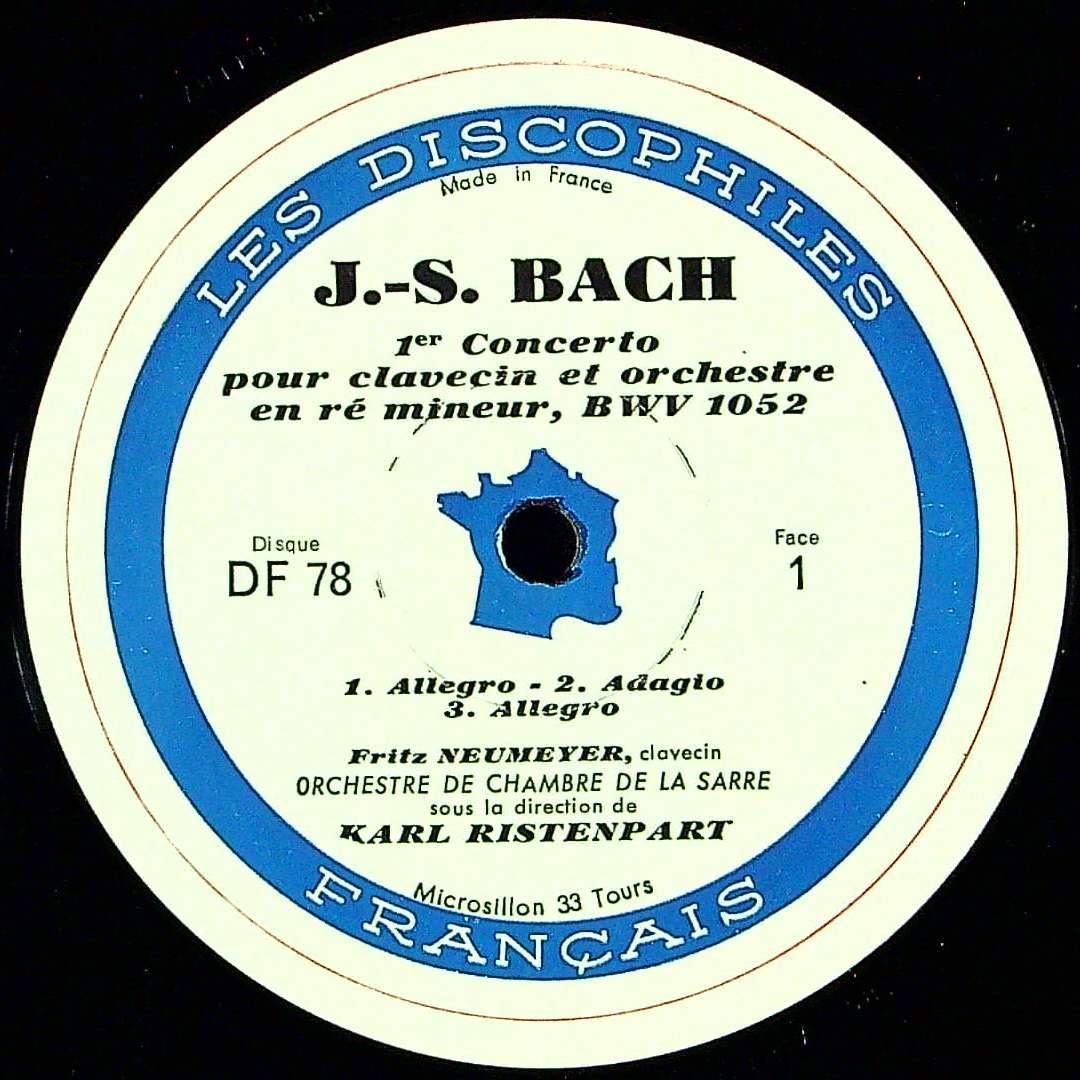 LES DISCOPHILES
Made in France
J.-S. BACH
1er Concerto
pour clavecin et orchestre
en ré mineur, BWV 1052
Disque
DF 78
Face
1
1. Allegro - 2. Adagio
3. Allegro
Fritz NEUMEYER, clavecin
ORCHESTRE DE CHAMBRE DE LA SARRE
sous la direction de
KARL RISTENPART
Microsillon 33 Tours
FRANÇAIS